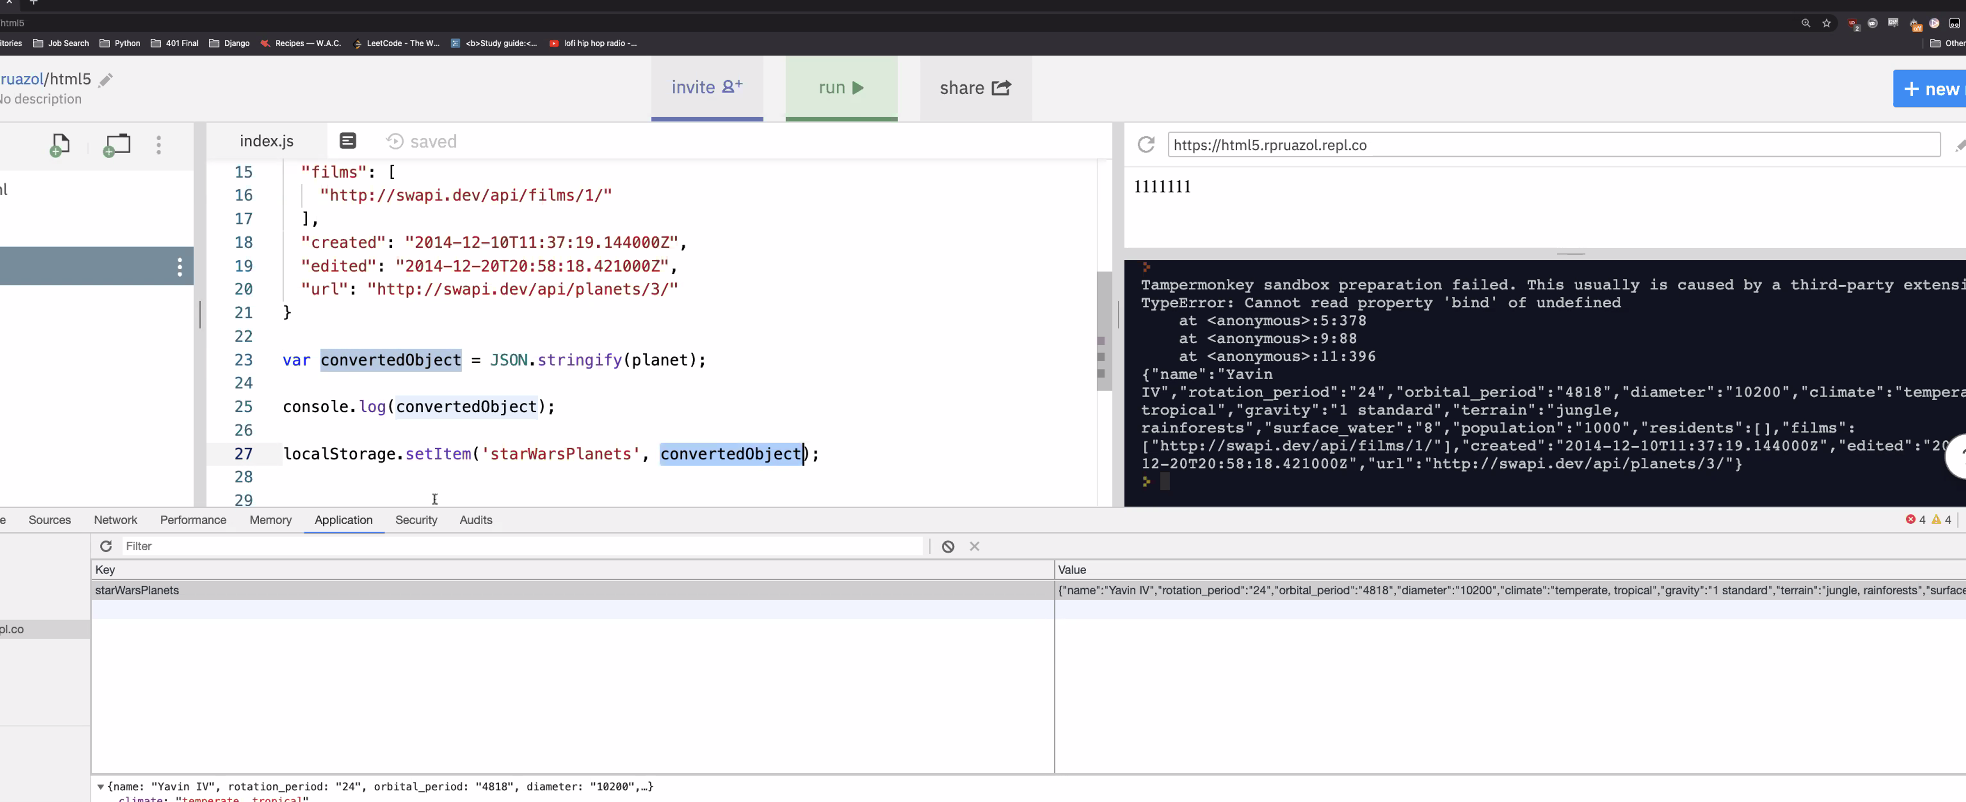 html5
itories Job Search Python 401 Final Django Recipes — W.A.C. LeetCode - The W... <b>Study guide:<... lofi hip hop radio -... Other
ruazol/html5
No description
invite
run
share
+ new
index.js
saved
https://html5.rpruazol.repl.co
1111111
15 "films": [
16 "http://swapi.dev/api/films/1/"
17 ],
18 "created": "2014-12-10T11:37:19.144000Z",
19 "edited": "2014-12-20T20:58:18.421000Z",
20 "url": "http://swapi.dev/api/planets/3/"
21 }
22
23 var convertedObject = JSON.stringify(planet);
24
25 console.log(convertedObject);
26
27 localStorage.setItem('starWarsPlanets', convertedObject);
28
29
Tampermonkey sandbox preparation failed. This usually is caused by a third-party extensi
TypeError: Cannot read property 'bind' of undefined
at <anonymous>:5:378
at <anonymous>:9:88
at <anonymous>:11:396
{"name":"Yavin
IV","rotation_period":"24","orbital_period":"4818","diameter":"10200","climate":"tempera
tropical","gravity":"1 standard","terrain":"jungle,
rainforests","surface_water":"8","population":"1000","residents":[],"films":
["http://swapi.dev/api/films/1/"],"created":"2014-12-10T11:37:19.144000Z","edited":"20
12-20T20:58:18.421000Z","url":"http://swapi.dev/api/planets/3/"}
e Sources Network Performance Memory Application Security Audits 4 4
Filter
Key Value
starWarsPlanets {"name":"Yavin IV","rotation_period":"24","orbital_period":"4818","diameter":"10200","climate":"temperate, tropical","gravity":"1 standard","terrain":"jungle, rainforests","surface
pl.co
{name: "Yavin IV", rotation_period: "24", orbital_period: "4818", diameter: "10200",…}
climate: "temperate, tropical"